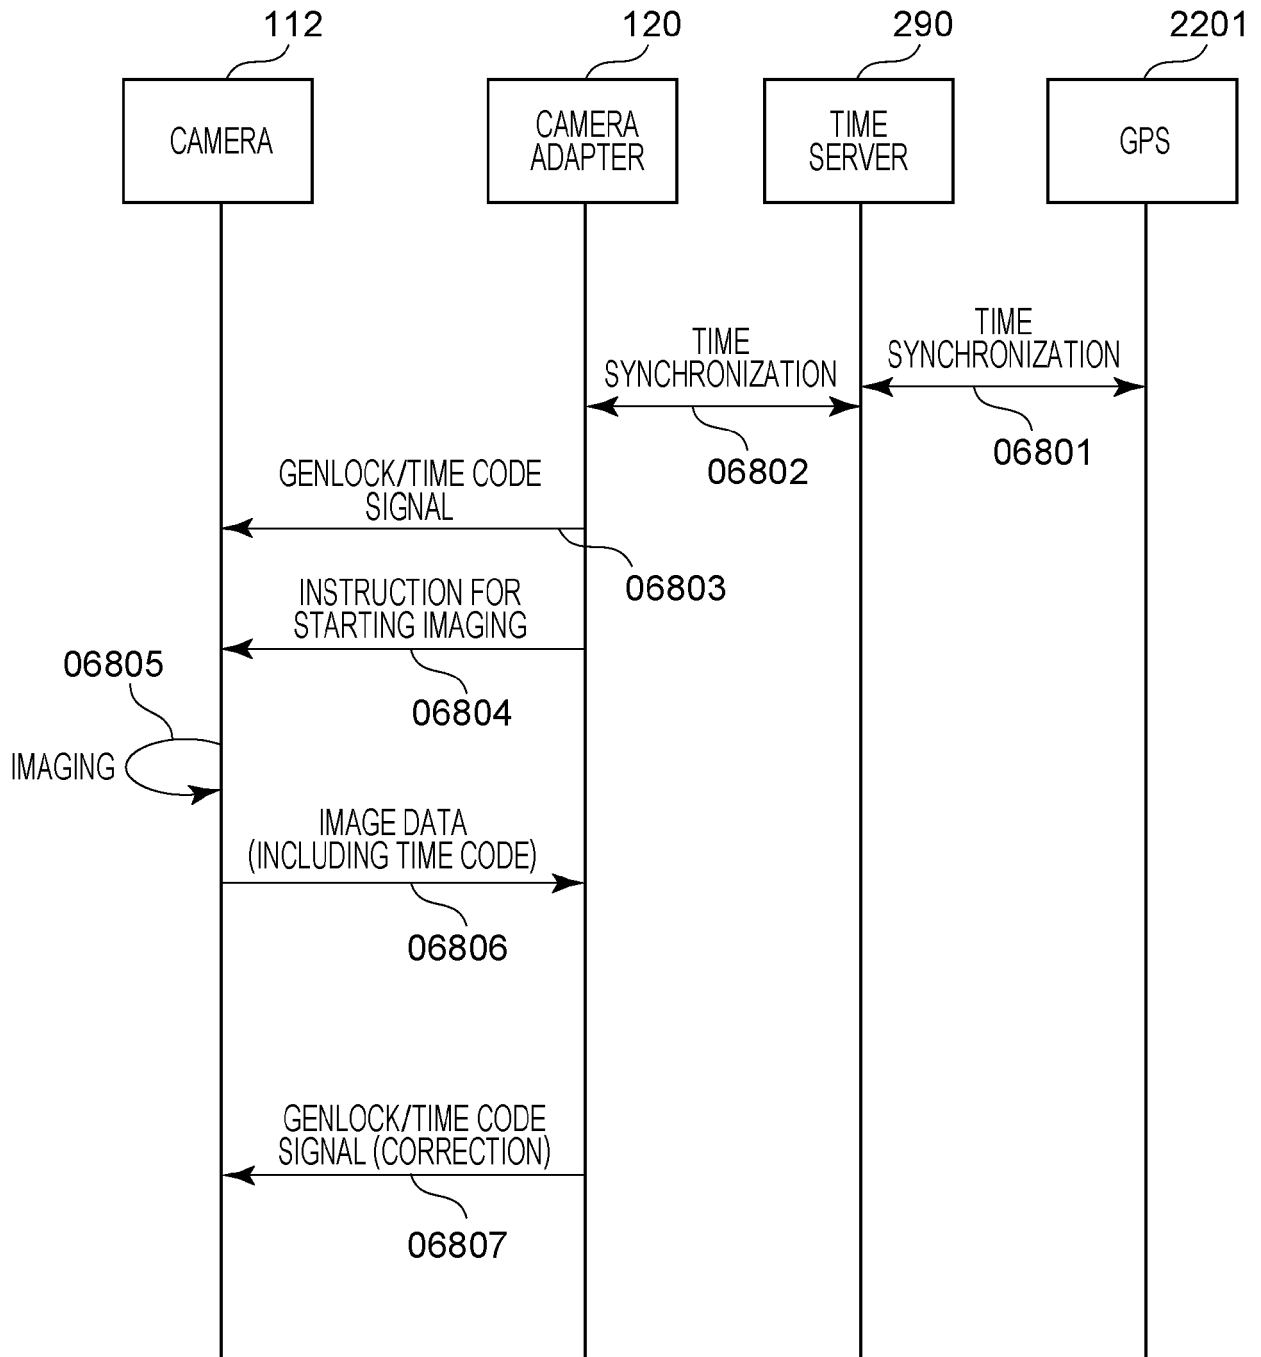 112
120
290
2201
CAMERA
CAMERA
ADAPTER
TIME
SERVER
GPS
TIME
SYNCHRONIZATION
06801
TIME
SYNCHRONIZATION
06802
GENLOCK/TIME CODE
SIGNAL
06803
INSTRUCTION FOR
STARTING IMAGING
06804
06805
IMAGING
IMAGE DATA
(INCLUDING TIME CODE)
06806
GENLOCK/TIME CODE
SIGNAL (CORRECTION)
06807